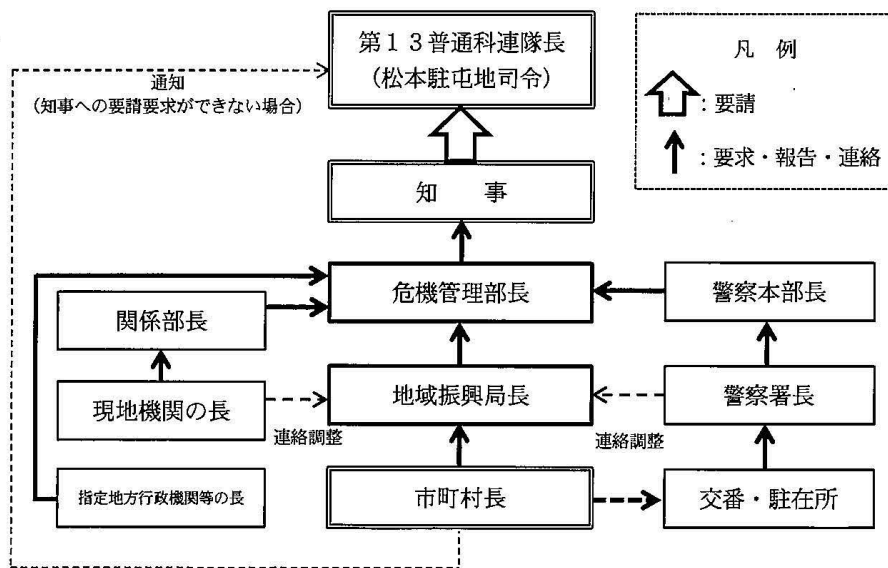 第１３普通科連隊長
(松本駐屯地司令)
凡　例
：要請
：要求・報告・連絡
通知
(知事への要請要求ができない場合)
知　　事
危機管理部長
警察本部長
関係部長
現地機関の長
連絡調整
地域振興局長
連絡調整
警察署長
指定地方行政機関等の長
市町村長
交番・駐在所